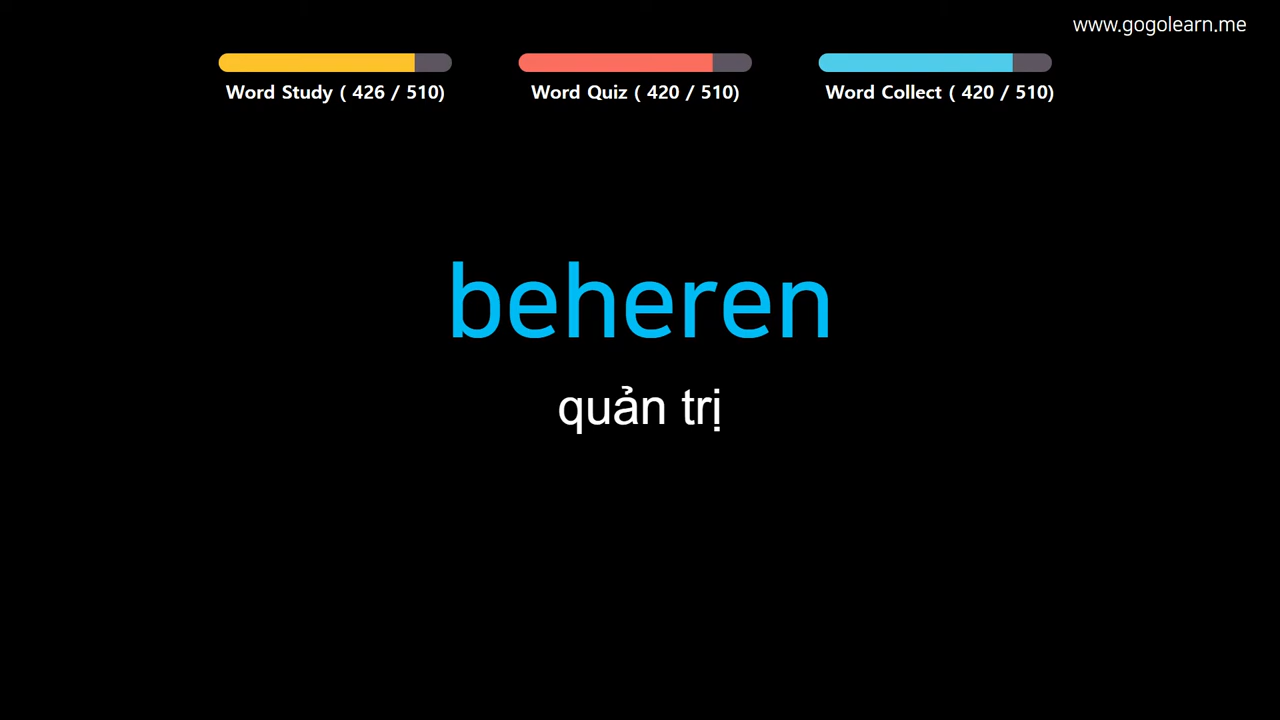 www.gogolearn.me
Word Study ( 426 / 510)
Word Quiz ( 420 / 510)
Word Collect ( 420 / 510)
beheren
quản trị